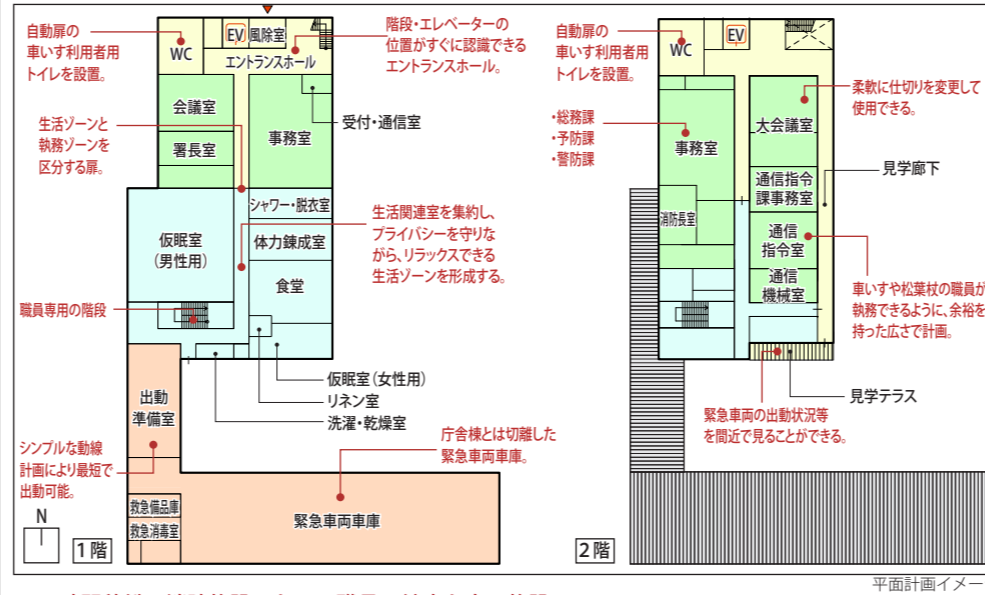 自動扉の
車いす利用者用
トイレを設置。
WC
EV
風除室
エントランスホール
階段・エレベーターの
位置がすぐに認識できる
エントランスホール。
会議室
署長室
事務室
受付・通信室
生活ゾーンと
執務ゾーンを
区分する扉。
シャワー・脱衣室
体力錬成室
食堂
仮眠室
(男性用)
生活関連室を集約し、
プライバシーを守りな
がら、リラックスできる
生活ゾーンを形成する。
職員専用の階段
仮眠室(女性用)
リネン室
洗濯・乾燥室
出動
準備室
シンプルな動線
計画により最短で
出動可能。
庁舎棟とは切離した
緊急車両車庫。
救急備品庫
救急消毒室
緊急車両車庫
N
1階
自動扉の
車いす利用者用
トイレを設置。
WC
EV
・総務課
・予防課
・警防課
事務室
消防長室
大会議室
柔軟に仕切りを変更して
使用できる。
通信指令
課事務室
見学廊下
通信
指令室
通信
機械室
車いすや松葉杖の職員が
執務できるように、余裕を
持った広さで計画。
見学テラス
緊急車両の出動状況等
を間近で見ることができる。
2階
平面計画イメー